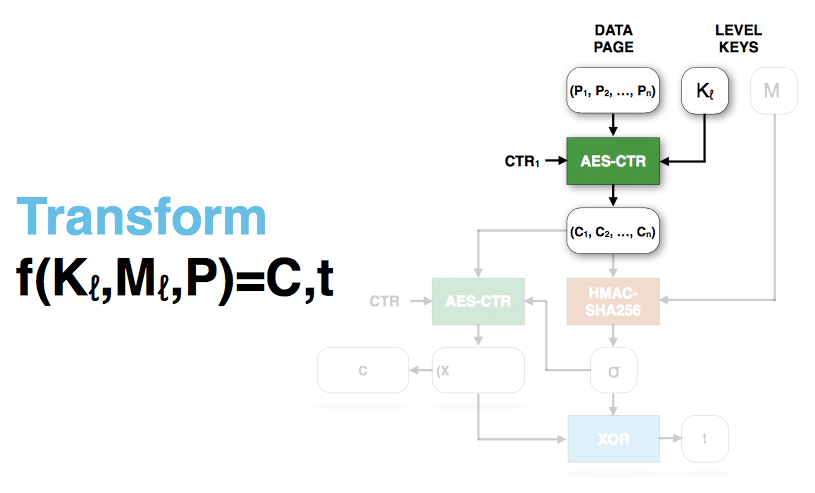 DATA
PAGE
LEVEL
KEYS
(P₁, P₂, ..., Pₙ)
Kℓ
M
CTR₁
AES-CTR
(C₁, C₂, ..., Cₙ)
Transform
f(Kℓ,Mℓ,P)=C,t
CTR
AES-CTR
HMAC-
SHA256
C
(X
σ
XOR
t